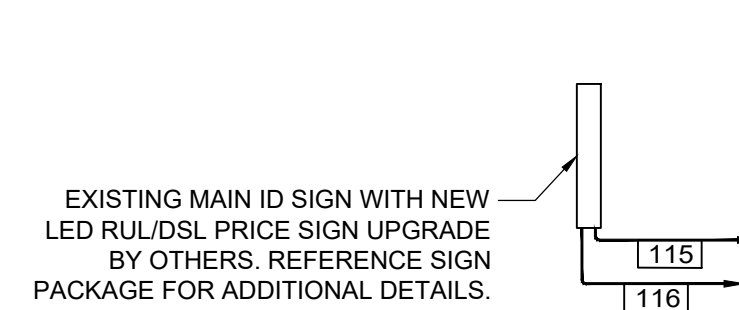 EXISTING MAIN ID SIGN WITH NEW
LED RUL/DSL PRICE SIGN UPGRADE
BY OTHERS. REFERENCE SIGN
PACKAGE FOR ADDITIONAL DETAILS.
115
116